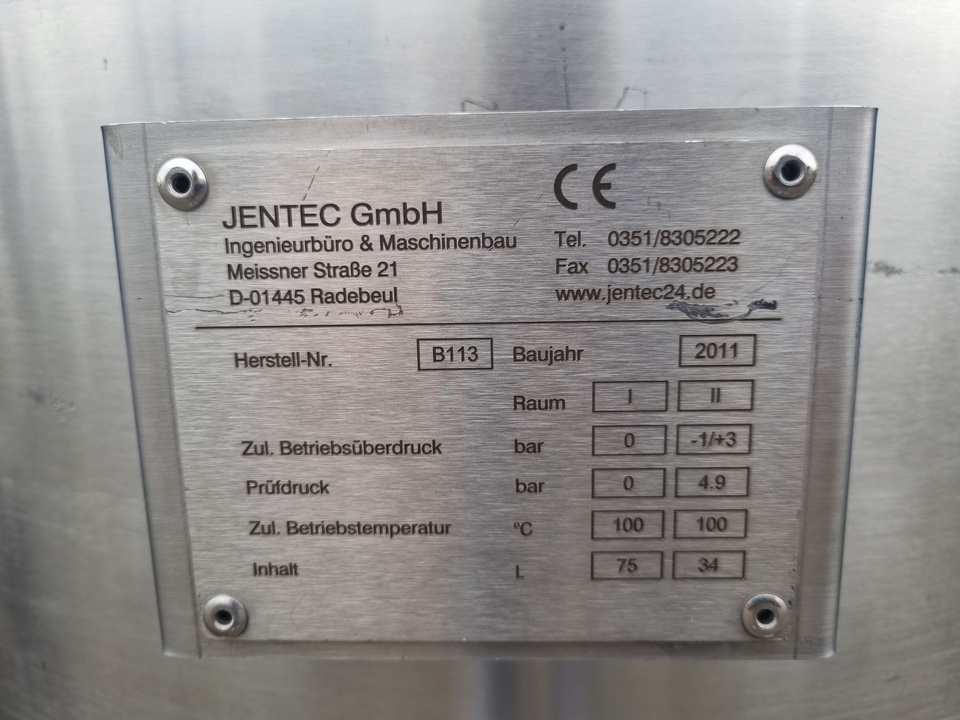 CE
JENTEC GmbH
Ingenieurbüro & Maschinenbau Tel. 0351/8305222
Meissner Straße 21 Fax 0351/8305223
D-01445 Radebeul www.jentec24.de
Herstell-Nr. B113 Baujahr 2011
Raum I II
Zul. Betriebsüberdruck bar 0 -1/+3
Prüfdruck bar 0 4.9
Zul. Betriebstemperatur °C 100 100
Inhalt L 75 34